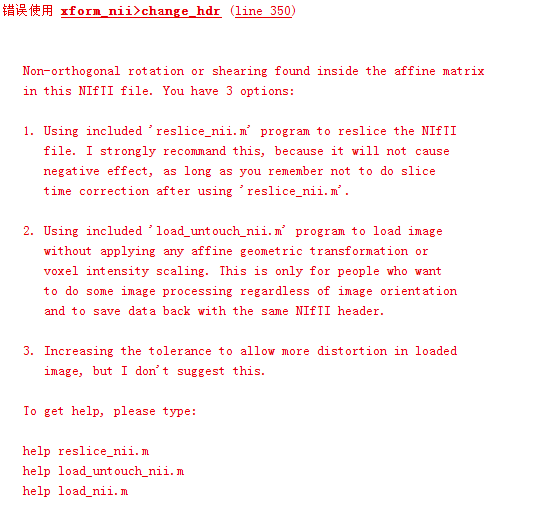 错误使用 xform_nii>change_hdr (line 350)
Non-orthogonal rotation or shearing found inside the affine matrix
in this NIfTI file. You have 3 options:
1. Using included 'reslice_nii.m' program to reslice the NIfTI
file. I strongly recommand this, because it will not cause
negative effect, as long as you remember not to do slice
time correction after using 'reslice_nii.m'.
2. Using included 'load_untouch_nii.m' program to load image
without applying any affine geometric transformation or
voxel intensity scaling. This is only for people who want
to do some image processing regardless of image orientation
and to save data back with the same NIfTI header.
3. Increasing the tolerance to allow more distortion in loaded
image, but I don't suggest this.
To get help, please type:
help reslice_nii.m
help load_untouch_nii.m
help load_nii.m